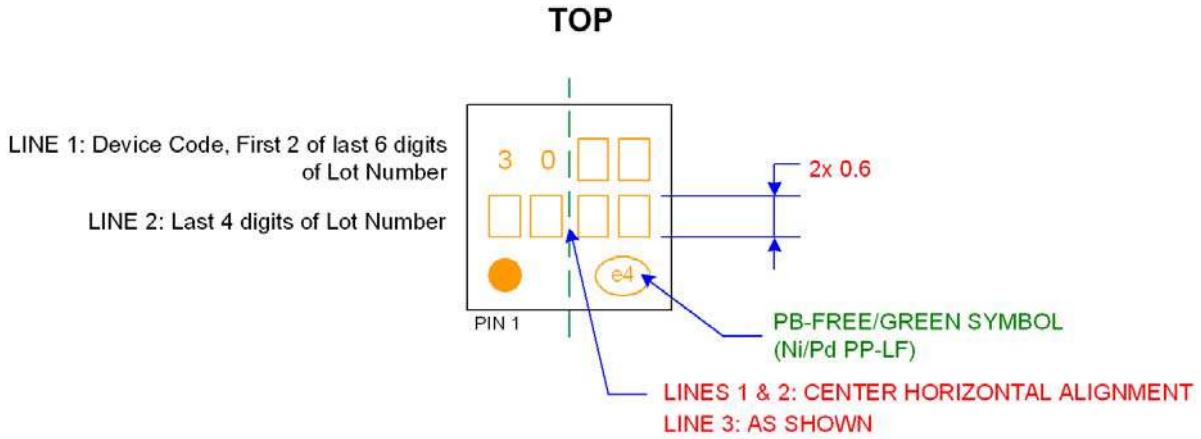 TOP
LINE 1: Device Code, First 2 of last 6 digits
of Lot Number
3 0
2x 0.6
LINE 2: Last 4 digits of Lot Number
e4
PIN 1
PB-FREE/GREEN SYMBOL
(Ni/Pd PP-LF)
LINES 1 & 2: CENTER HORIZONTAL ALIGNMENT
LINE 3: AS SHOWN